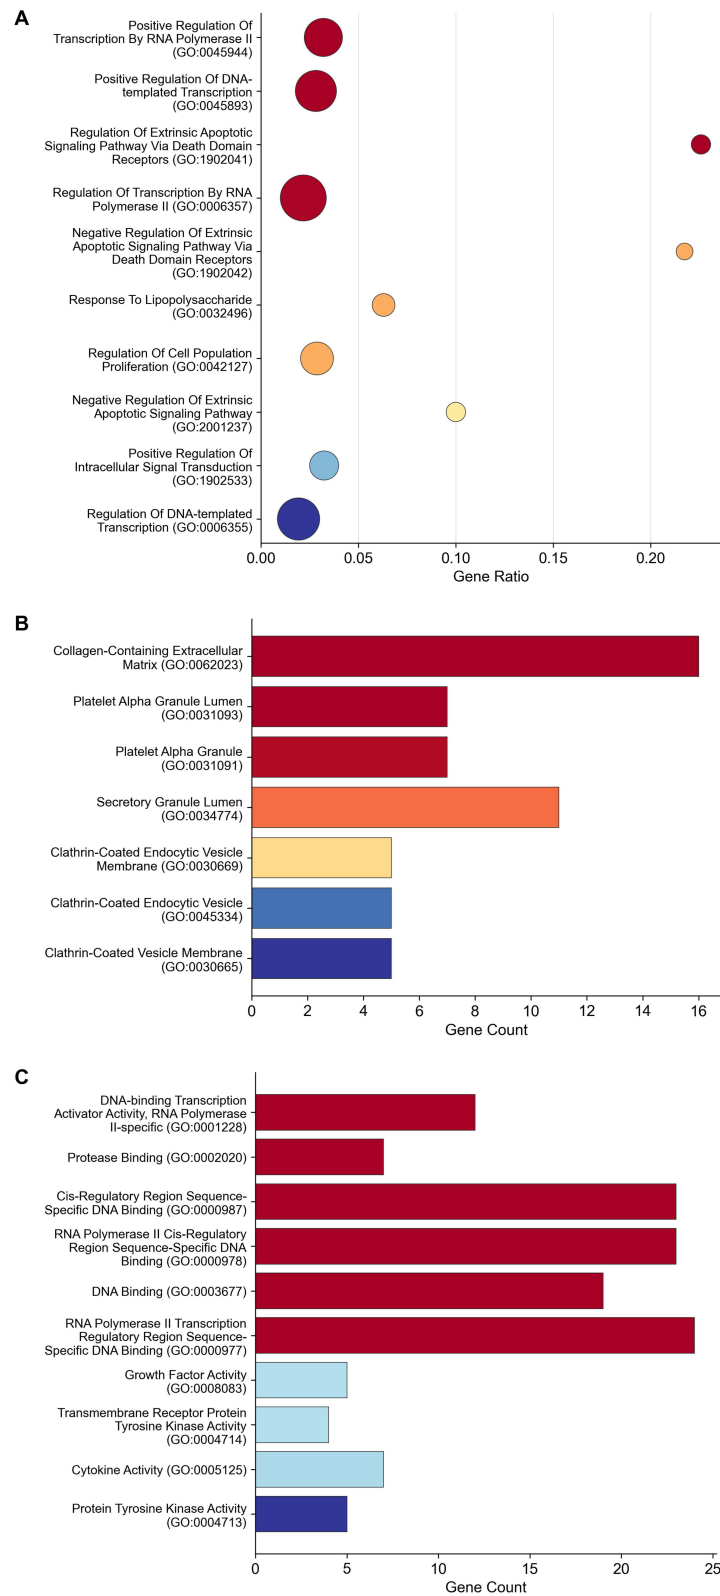 A
Positive Regulation Of
Transcription By RNA Polymerase II
(GO:0045944)
Positive Regulation Of DNA-
templated Transcription
(GO:0045893)
Regulation Of Extrinsic Apoptotic
Signaling Pathway Via Death Domain
Receptors (GO:1902041)
Regulation Of Transcription By RNA
Polymerase II (GO:0006357)
Negative Regulation Of Extrinsic
Apoptotic Signaling Pathway Via
Death Domain Receptors
(GO:1902042)
Response To Lipopolysaccharide
(GO:0032496)
Regulation Of Cell Population
Proliferation (GO:0042127)
Negative Regulation Of Extrinsic
Apoptotic Signaling Pathway
(GO:2001237)
Positive Regulation Of
Intracellular Signal Transduction
(GO:1902533)
Regulation Of DNA-templated
Transcription (GO:0006355)
0.00 0.05 0.10 0.15 0.20
Gene Ratio
B
Collagen-Containing Extracellular
Matrix (GO:0062023)
Platelet Alpha Granule Lumen
(GO:0031093)
Platelet Alpha Granule
(GO:0031091)
Secretory Granule Lumen
(GO:0034774)
Clathrin-Coated Endocytic Vesicle
Membrane (GO:0030669)
Clathrin-Coated Endocytic Vesicle
(GO:0045334)
Clathrin-Coated Vesicle Membrane
(GO:0030665)
0 2 4 6 8 10 12 14 16
Gene Count
C
DNA-binding Transcription
Activator Activity, RNA Polymerase
II-specific (GO:0001228)
Protease Binding (GO:0002020)
Cis-Regulatory Region Sequence-
Specific DNA Binding (GO:0000987)
RNA Polymerase II Cis-Regulatory
Region Sequence-Specific DNA
Binding (GO:0000978)
DNA Binding (GO:0003677)
RNA Polymerase II Transcription
Regulatory Region Sequence-
Specific DNA Binding (GO:0000977)
Growth Factor Activity
(GO:0008083)
Transmembrane Receptor Protein
Tyrosine Kinase Activity
(GO:0004714)
Cytokine Activity (GO:0005125)
Protein Tyrosine Kinase Activity
(GO:0004713)
0 5 10 15 20 25
Gene Count